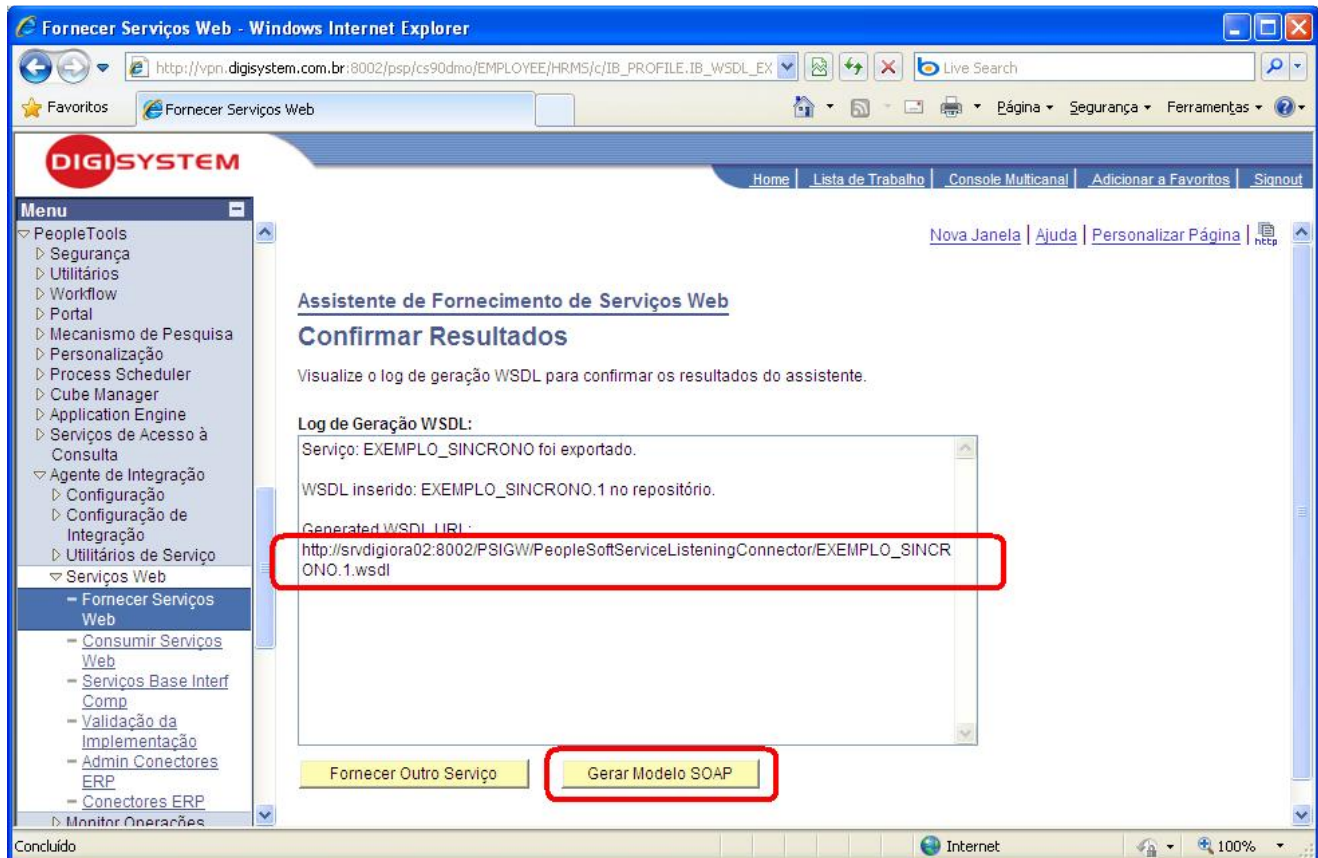 Fornecer Serviços Web - Windows Internet Explorer
http://vpn.digisystem.com.br:8002/psp/cs90dmo/EMPLOYEE/HRMS/c/IB_PROFILE.IB_WSDL_EX
Live Search
Favoritos
Fornecer Serviços Web
Página
Segurança
Ferramentas
DIGISYSTEM
Home | Lista de Trabalho | Console Multicanal | Adicionar a Favoritos | Signout
Menu
PeopleTools
Segurança
Utilitários
Workflow
Portal
Mecanismo de Pesquisa
Personalização
Process Scheduler
Cube Manager
Application Engine
Serviços de Acesso à
Consulta
Agente de Integração
Configuração
Configuração de
Integração
Utilitários de Serviço
Serviços Web
Fornecer Serviços
Web
Consumir Serviços
Web
Serviços Base Interf
Comp
Validação da
Implementação
Admin Conectores
ERP
Conectores ERP
Monitor Operações
Nova Janela | Ajuda | Personalizar Página |
http
Assistente de Fornecimento de Serviços Web
Confirmar Resultados
Visualize o log de geração WSDL para confirmar os resultados do assistente.
Log de Geração WSDL:
Serviço: EXEMPLO_SINCRONO foi exportado.
WSDL inserido: EXEMPLO_SINCRONO.1 no repositório.
Generated WSDL URL:
http://srvdigiora02:8002/PSIGW/PeopleSoftServiceListeningConnector/EXEMPLO_SINCR
ONO.1.wsdl
Fornecer Outro Serviço
Gerar Modelo SOAP
Concluído
Internet
100%